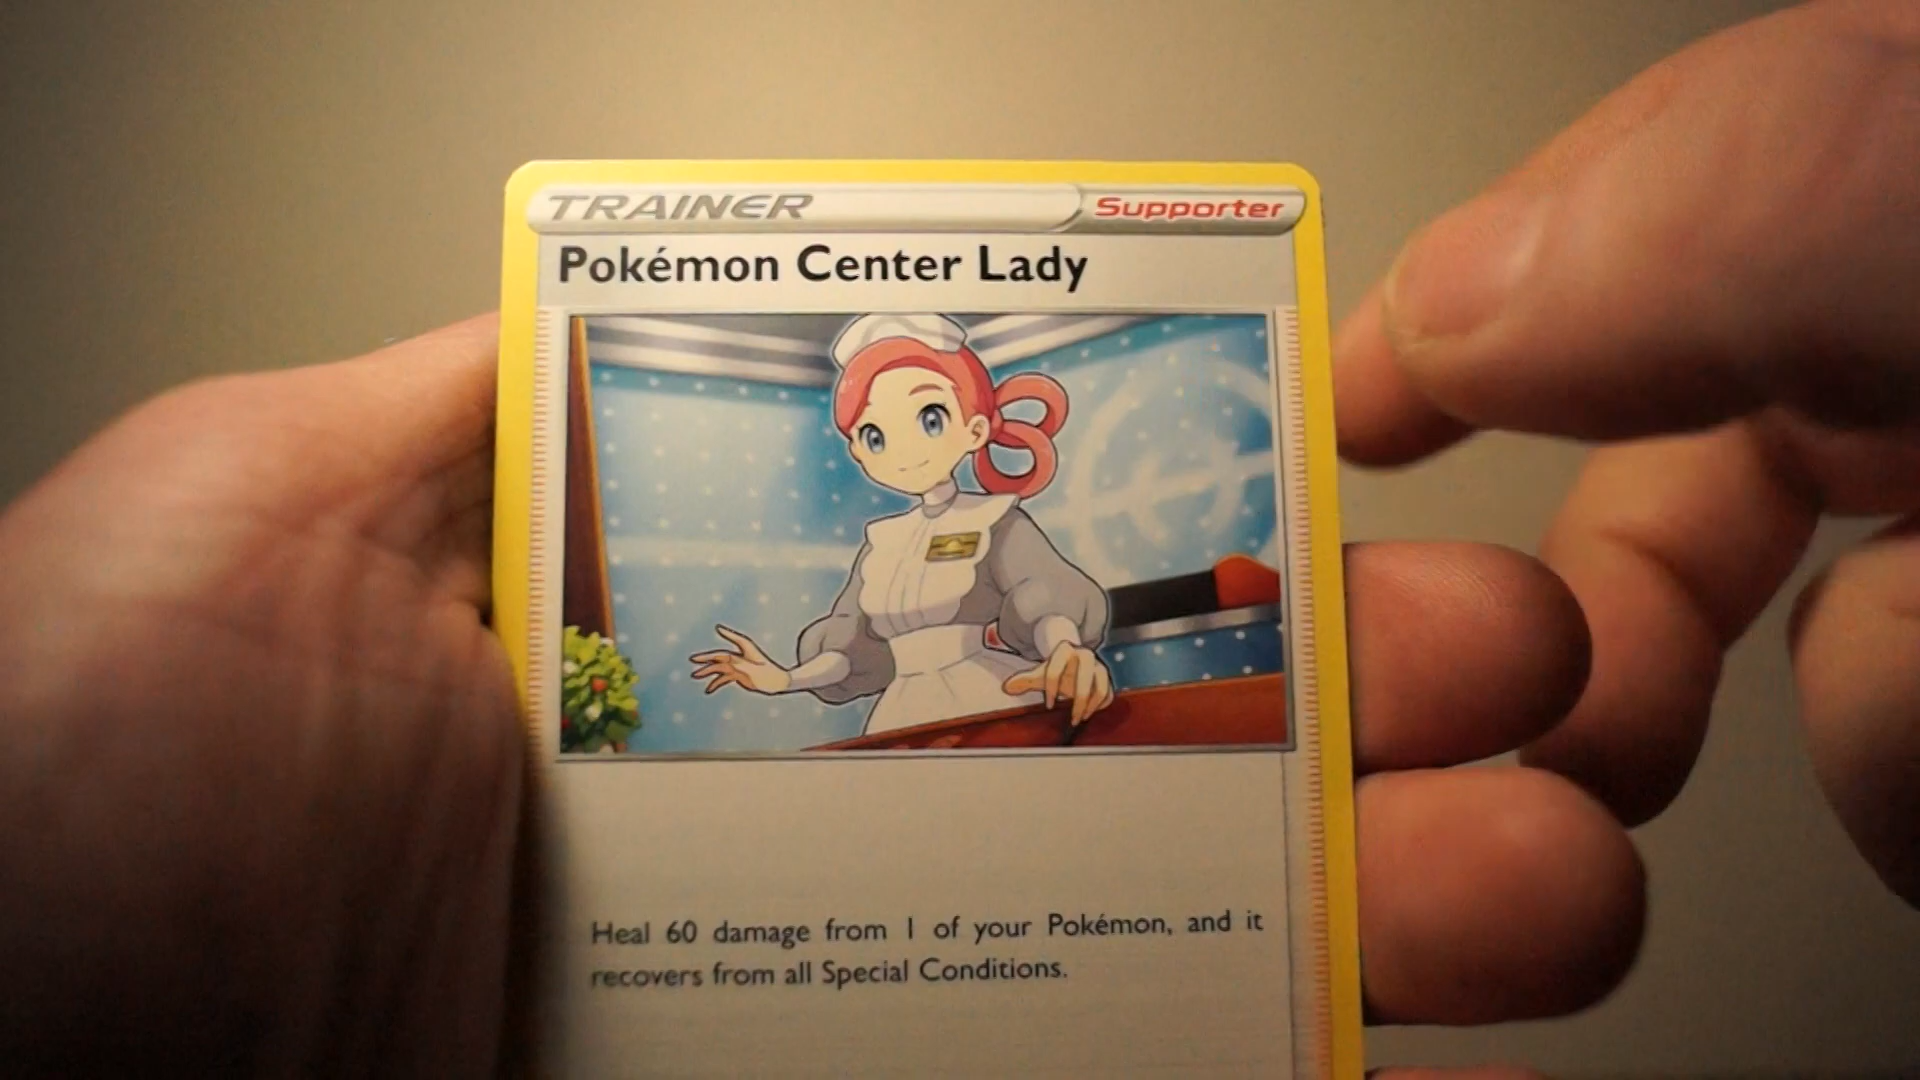 TRAINER Supporter
Pokémon Center Lady
Heal 60 damage from 1 of your Pokémon, and it
recovers from all Special Conditions.